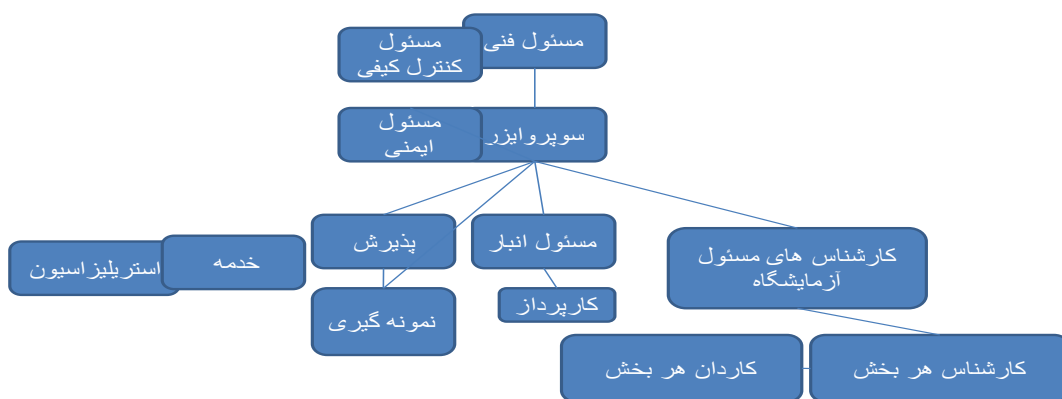 مسئول فنی
مسئول
کنترل کیفی
سوپروایزر
مسئول
ایمنی
کارشناس های مسئول
آزمایشگاه
مسئول انبار
پذیرش
خدمه
استریلیزاسیون
کارپرداز
نمونه گیری
کارشناس هر بخش
کاردان هر بخش